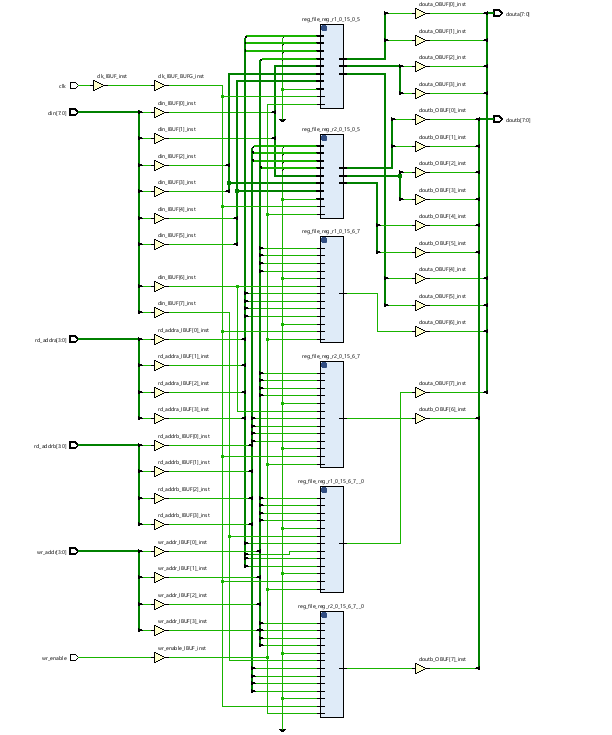 douta_OBUF[0]_inst
douta[7:0]
reg_file_reg_r1_0_15_0_5
douta_OBUF[1]_inst
douta_OBUF[2]_inst
clk_IBUF_inst
clk_IBUF_BUFG_inst
clk
douta_OBUF[3]_inst
din_IBUF[0]_inst
din[7:0]
doutb_OBUF[0]_inst
doutb[7:0]
din_IBUF[1]_inst
reg_file_reg_r2_0_15_0_5
doutb_OBUF[1]_inst
din_IBUF[2]_inst
doutb_OBUF[2]_inst
din_IBUF[3]_inst
doutb_OBUF[3]_inst
din_IBUF[4]_inst
doutb_OBUF[4]_inst
din_IBUF[5]_inst
reg_file_reg_r1_0_15_6_7
doutb_OBUF[5]_inst
din_IBUF[6]_inst
douta_OBUF[4]_inst
din_IBUF[7]_inst
douta_OBUF[5]_inst
rd_addra_IBUF[0]_inst
douta_OBUF[6]_inst
rd_addra[3:0]
rd_addra_IBUF[1]_inst
reg_file_reg_r2_0_15_6_7
rd_addra_IBUF[2]_inst
douta_OBUF[7]_inst
rd_addra_IBUF[3]_inst
doutb_OBUF[6]_inst
rd_addrb_IBUF[0]_inst
rd_addrb[3:0]
rd_addrb_IBUF[1]_inst
reg_file_reg_r1_0_15_6_7__0
rd_addrb_IBUF[2]_inst
rd_addrb_IBUF[3]_inst
wr_addr_IBUF[0]_inst
wr_addr[3:0]
wr_addr_IBUF[1]_inst
wr_addr_IBUF[2]_inst
reg_file_reg_r2_0_15_6_7__0
wr_addr_IBUF[3]_inst
wr_enable_IBUF_inst
wr_enable
doutb_OBUF[7]_inst